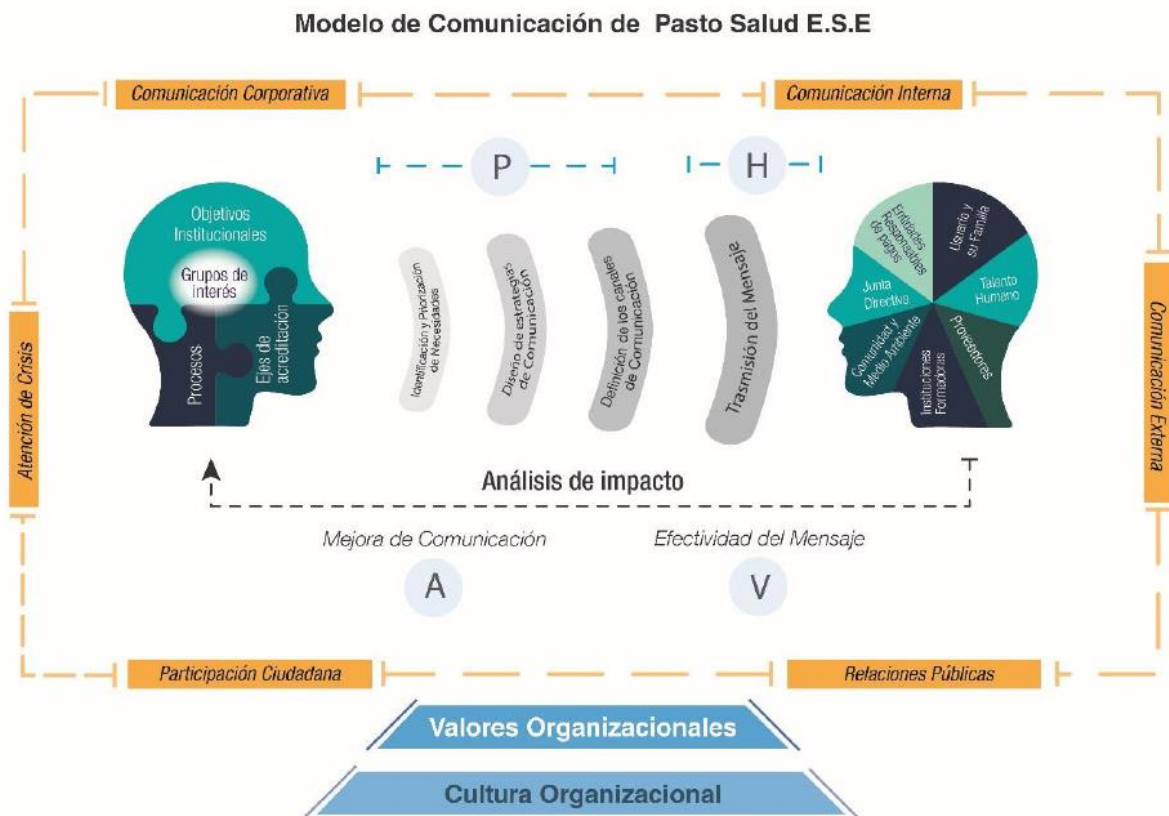 Modelo de Comunicación de Pasto Salud E.S.E
Comunicación Corporativa
Comunicación Interna
P
H
Objetivos
Institucionales
Grupos de
interés
Procesos
Ejes de
acreditación
Identificación y Priorización
de Necesidades
Diseño de estrategias
de Comunicación
Definición de los canales
de Comunicación
Trasmisión del Mensaje
Entidades
Responsables
de pagos
Usuario y
su Familia
Junta
Directiva
Talanto
Humano
Comunidad y
Medio Ambiente
Proveedores
Instituciones
Formadoras
Atención de Crisis
Comunicación Externa
Análisis de impacto
Mejora de Comunicación
Efectividad del Mensaje
A
V
Participación Ciudadana
Relaciones Públicas
Valores Organizacionales
Cultura Organizacional